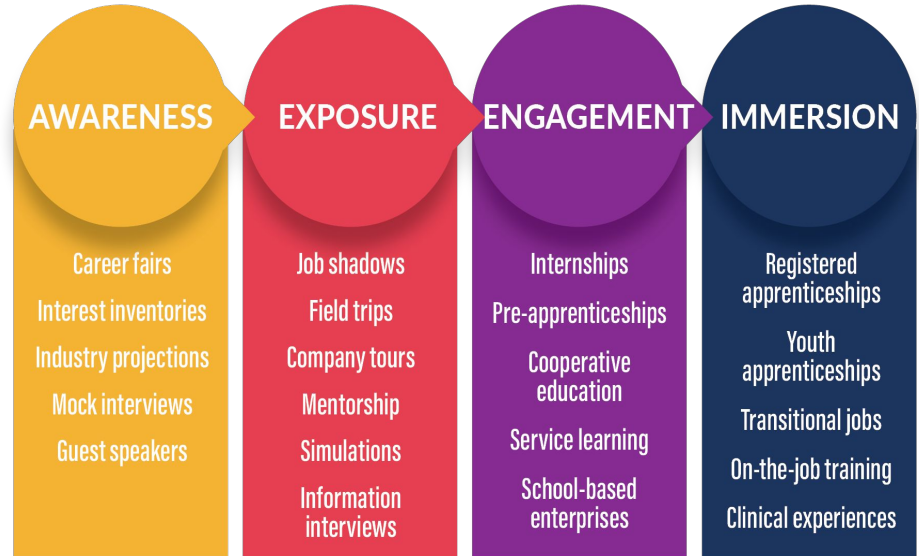 AWARENESS
Career fairs
Interest inventories
Industry projections
Mock interviews
Guest speakers
EXPOSURE
Job shadows
Field trips
Company tours
Mentorship
Simulations
Information
interviews
ENGAGEMENT
Internships
Pre-apprenticeships
Cooperative
education
Service learning
School-based
enterprises
IMMERSION
Registered
apprenticeships
Youth
apprenticeships
Transitional jobs
On-the-job training
Clinical experiences